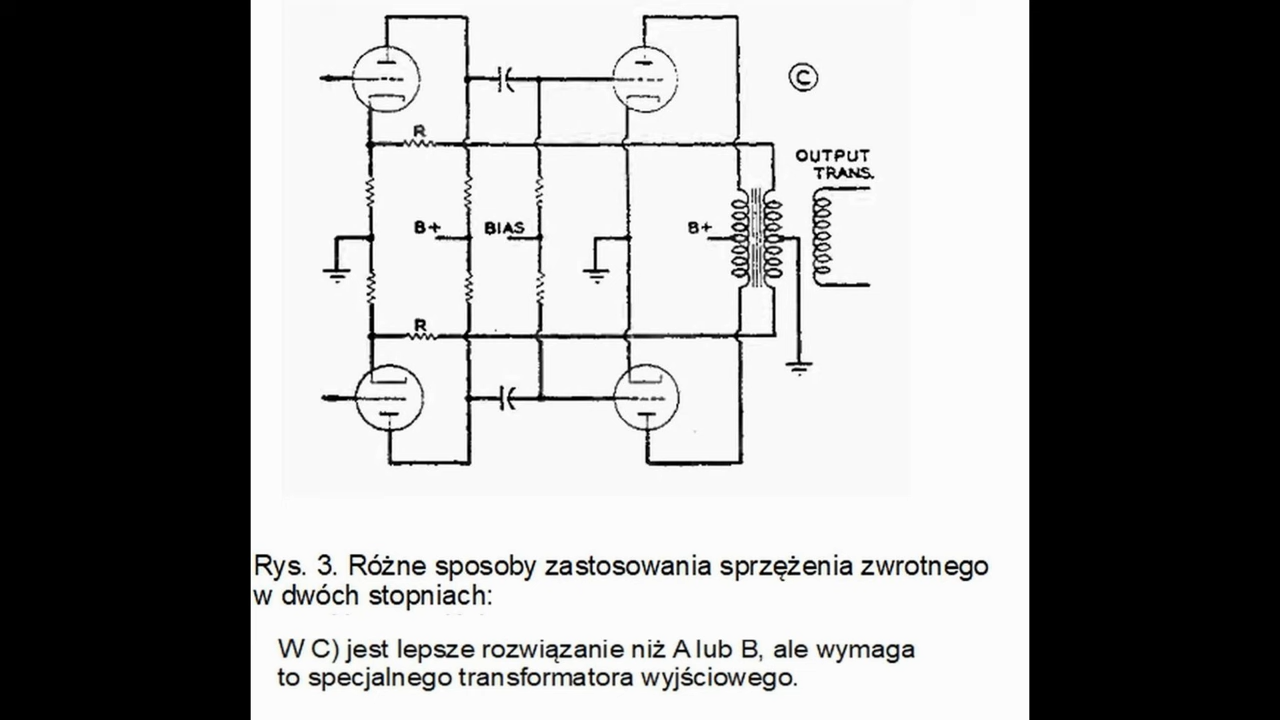 C
R
OUTPUT
TRANS.
B+ BIAS B+
R
Rys. 3. Różne sposoby zastosowania sprzężenia zwrotnego
w dwóch stopniach:
W C) jest lepsze rozwiązanie niż A lub B, ale wymaga
to specjalnego transformatora wyjściowego.